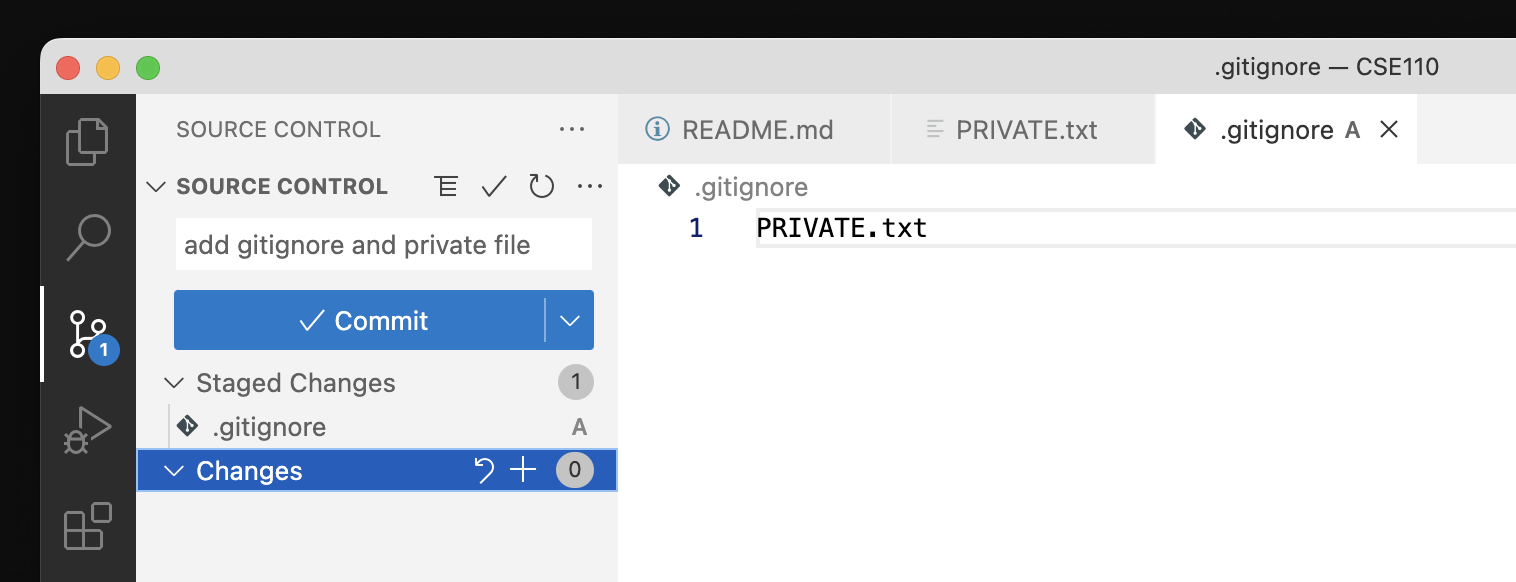 .gitignore — CSE110
SOURCE CONTROL ...
README.md
PRIVATE.txt
.gitignore A
SOURCE CONTROL ...
.gitignore
1 PRIVATE.txt
add gitignore and private file
Commit
1
Staged Changes 1
.gitignore A
Changes 0